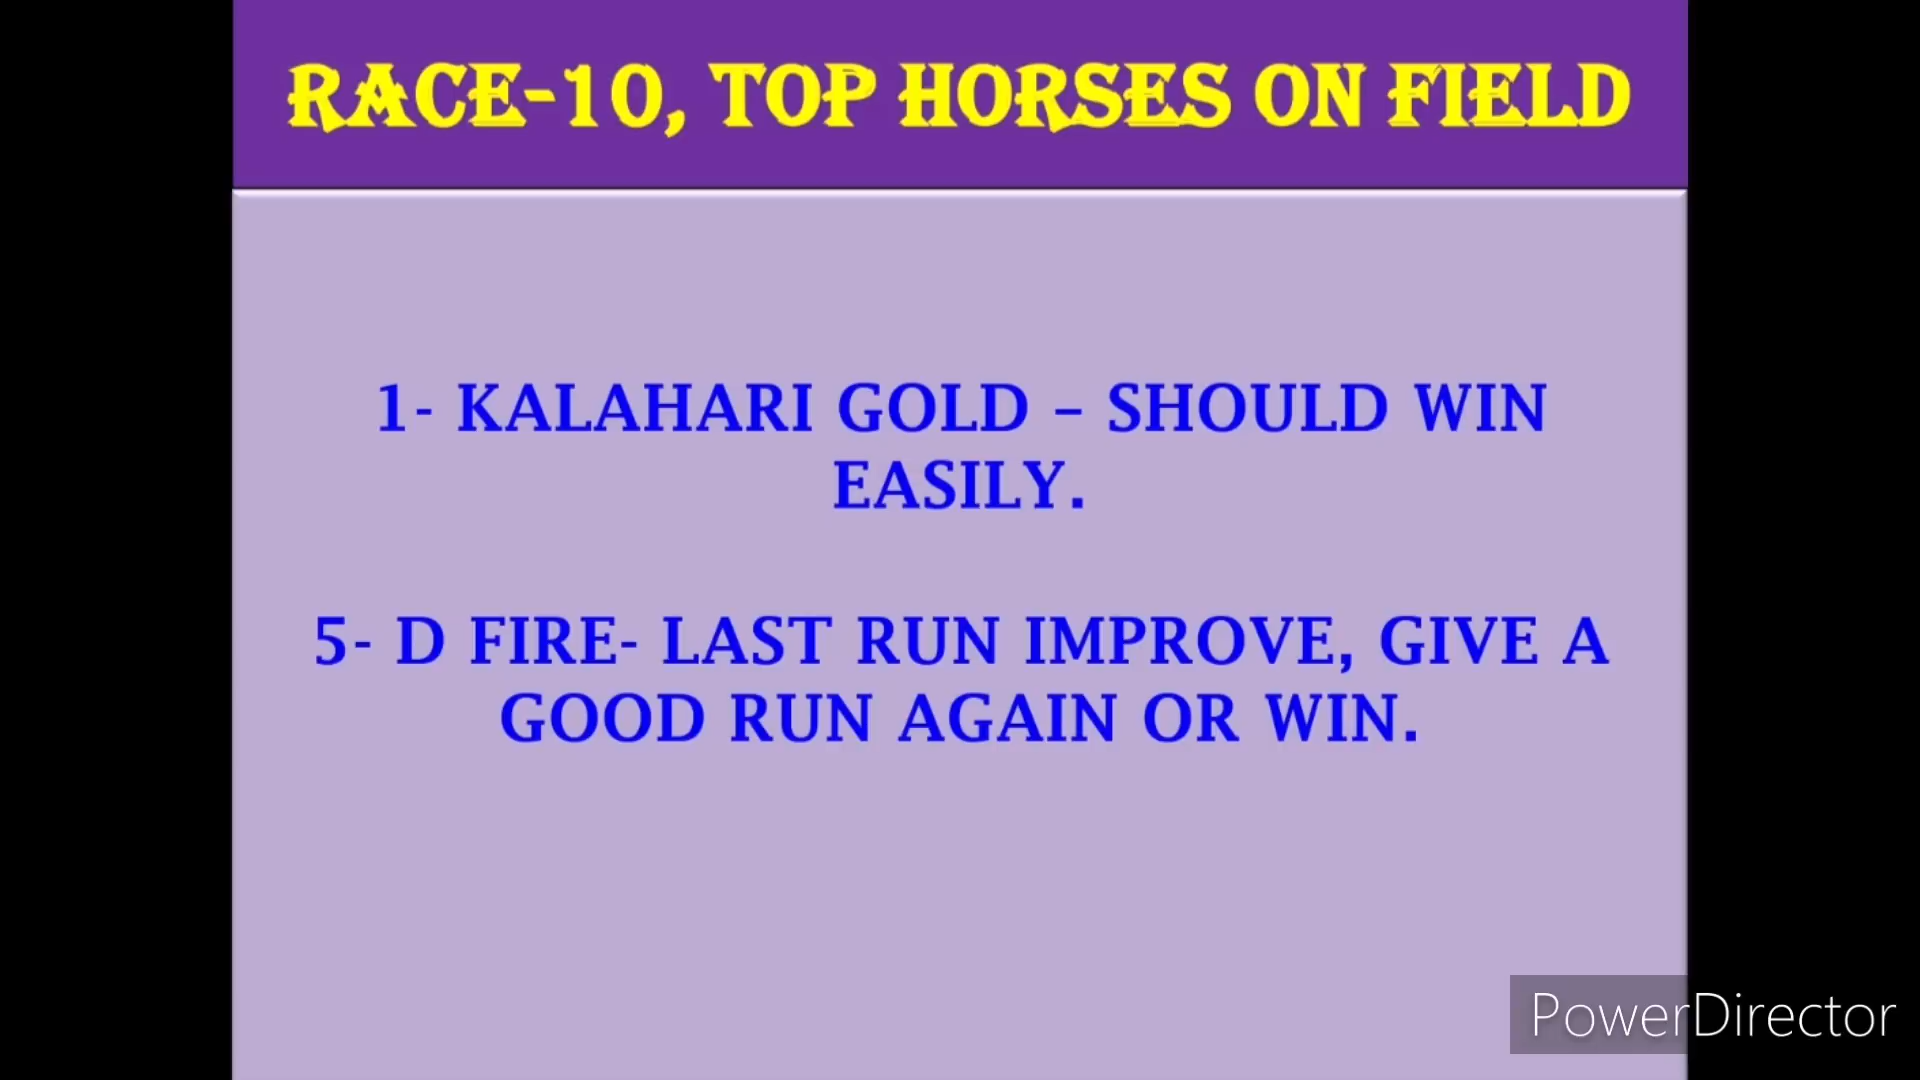 RACE-10, TOP HORSES ON FIELD
1- KALAHARI GOLD – SHOULD WIN
EASILY.
5- D FIRE- LAST RUN IMPROVE, GIVE A
GOOD RUN AGAIN OR WIN.
PowerDirector